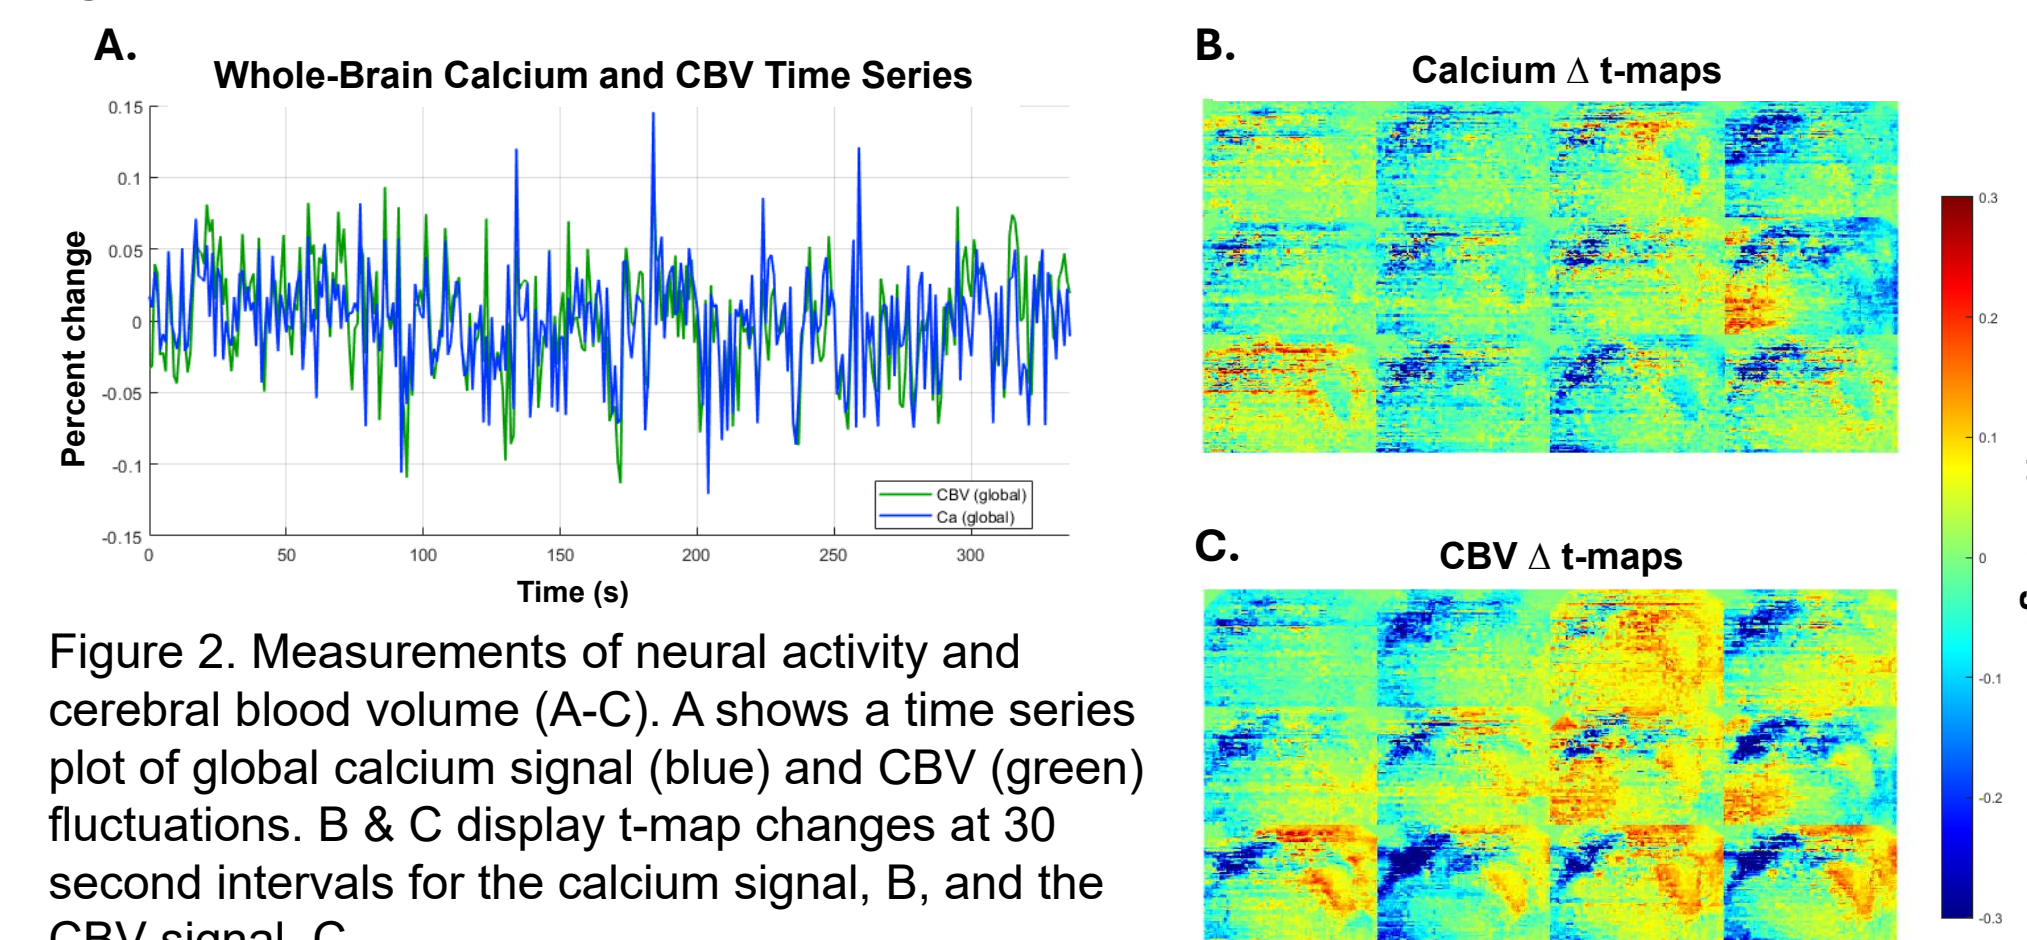 A.
Whole-Brain Calcium and CBV Time Series
0.15
0.1
0.05
0
-0.05
-0.1
-0.15
Percent change
0
50
100
150
200
250
300
Time (s)
CBV (global)
Ca (global)
Figure 2. Measurements of neural activity and
cerebral blood volume (A-C). A shows a time series
plot of global calcium signal (blue) and CBV (green)
fluctuations. B & C display t-map changes at 30
second intervals for the calcium signal, B, and the
CBV signal, C
B.
Calcium Δ t-maps
C.
CBV Δ t-maps
0.3
0.2
0.1
0
-0.1
-0.2
-0.3